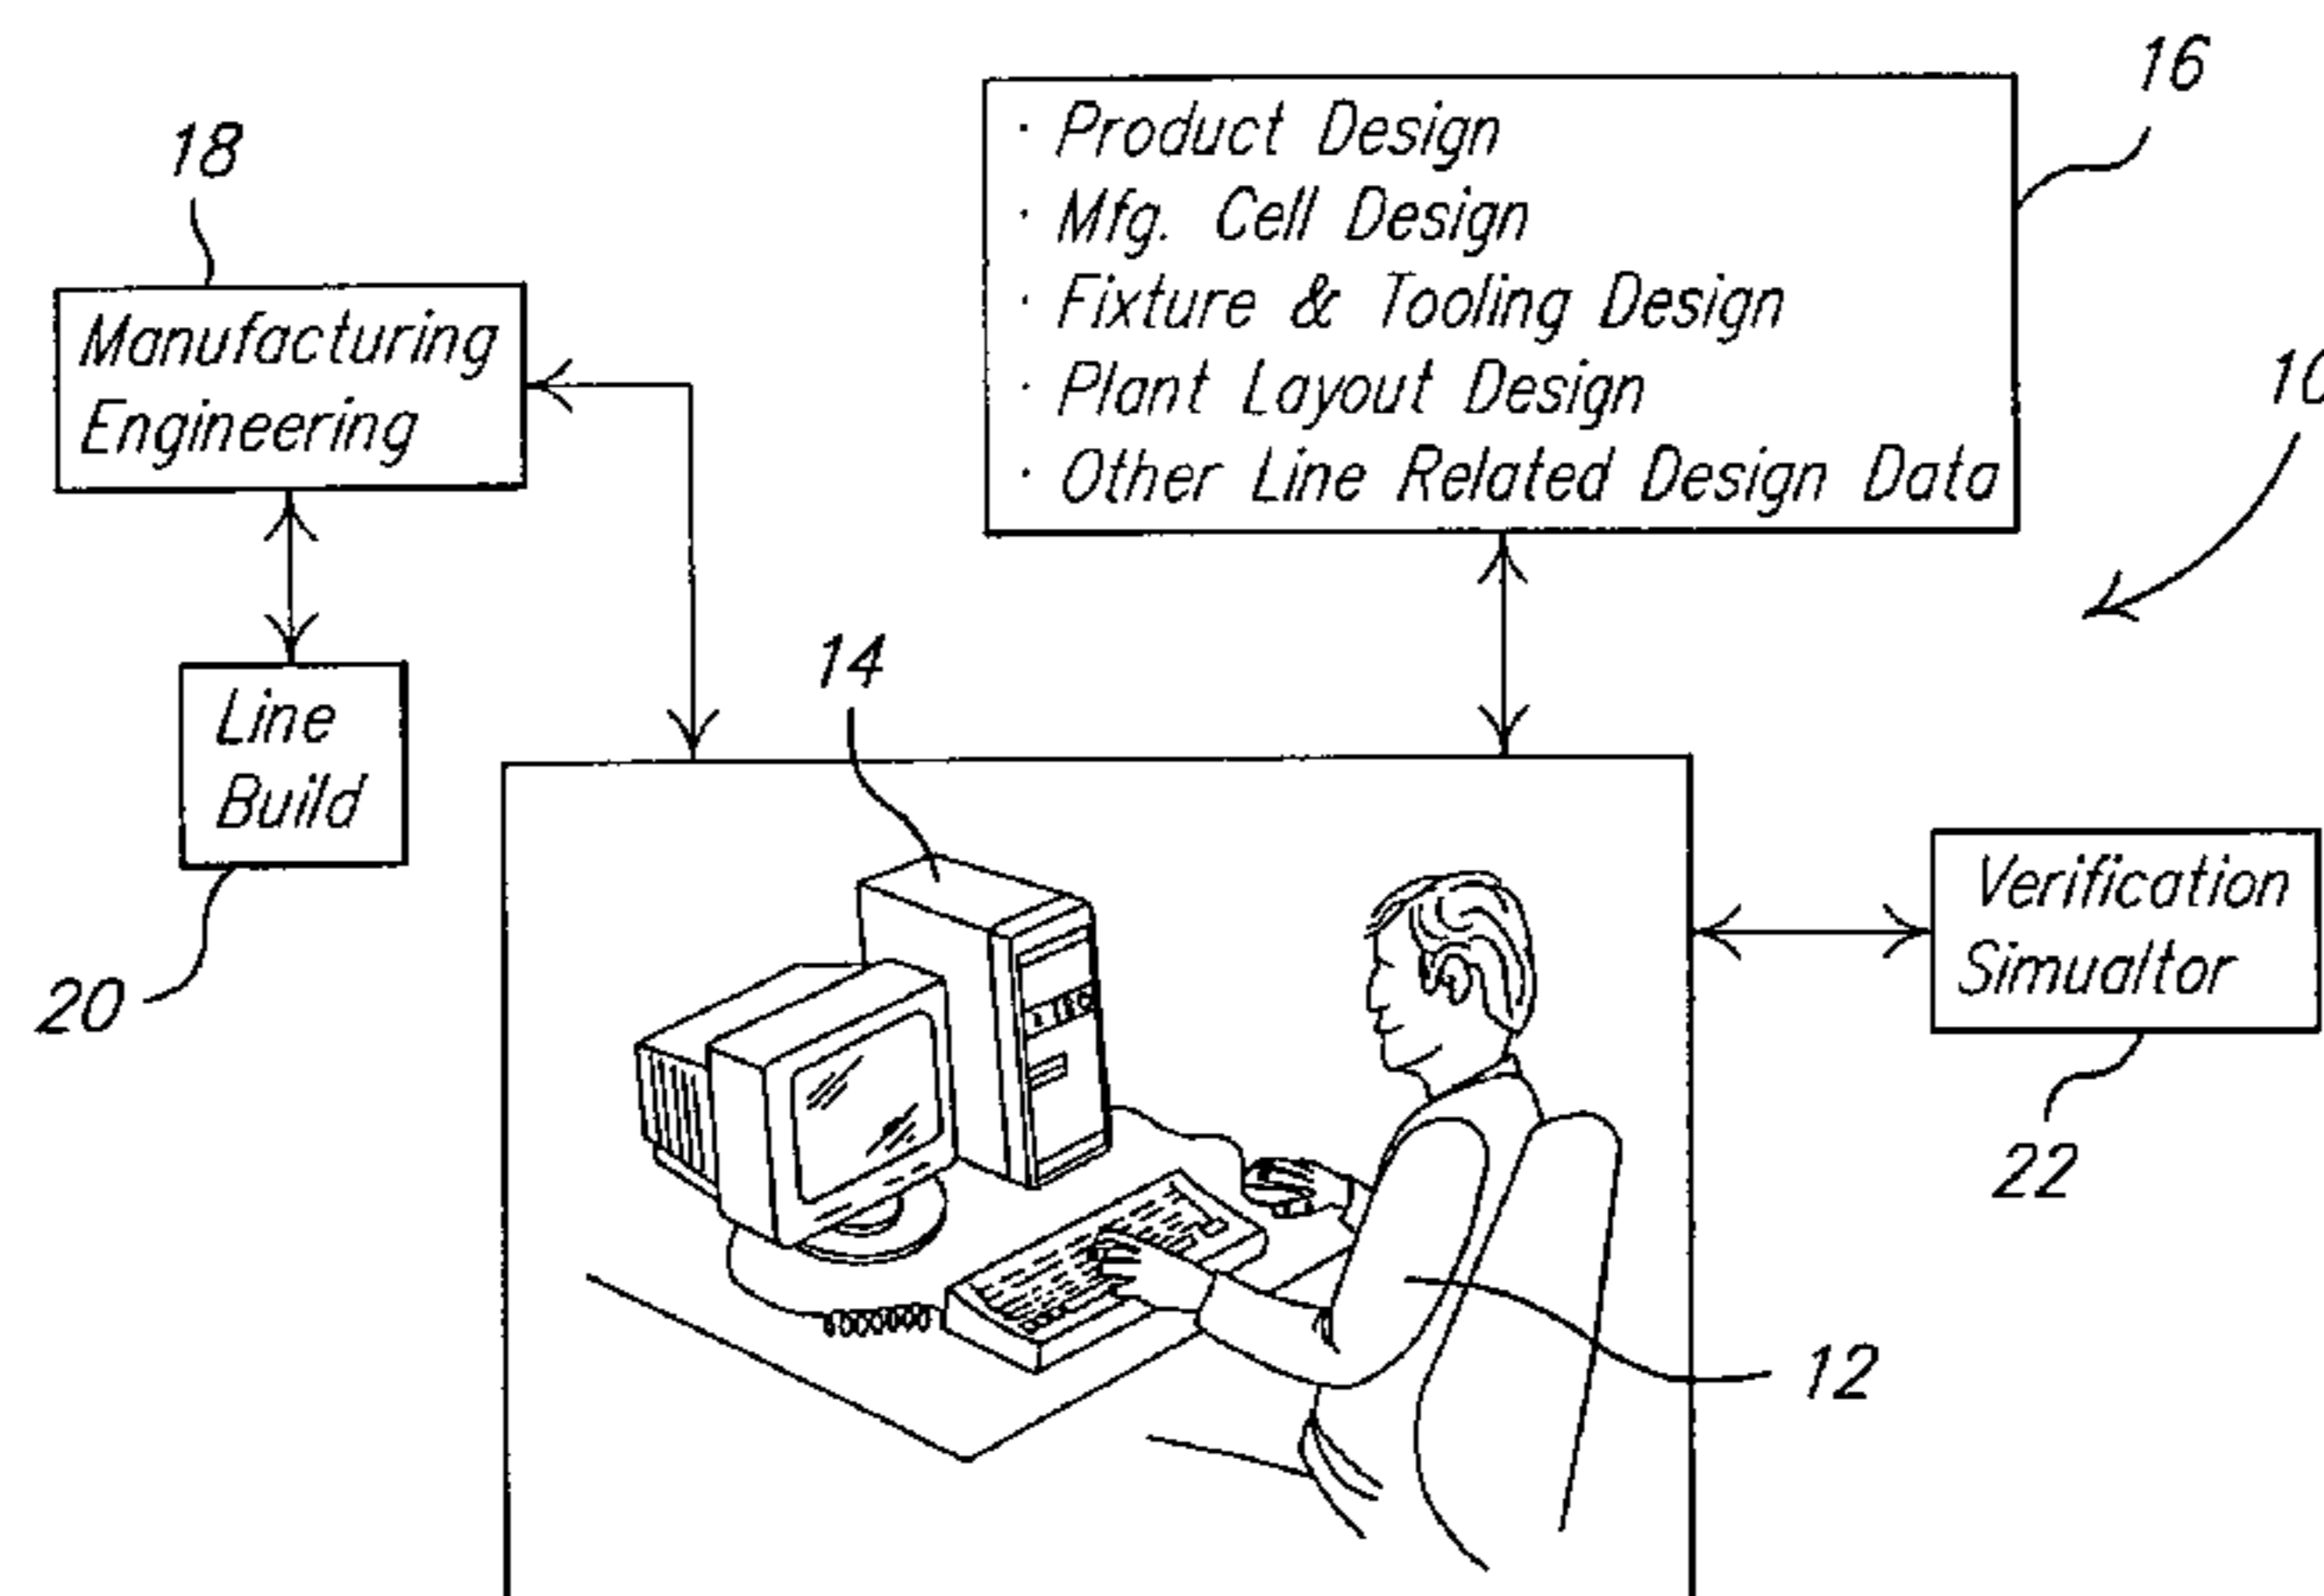 16
· Product Design
· Mfg. Cell Design
· Fixture & Tooling Design
· Plant Layout Design
· Other Line Related Design Data
18
Manufacturing
Engineering
10
14
Line
Build
20
Verification
Simualtor
22
12